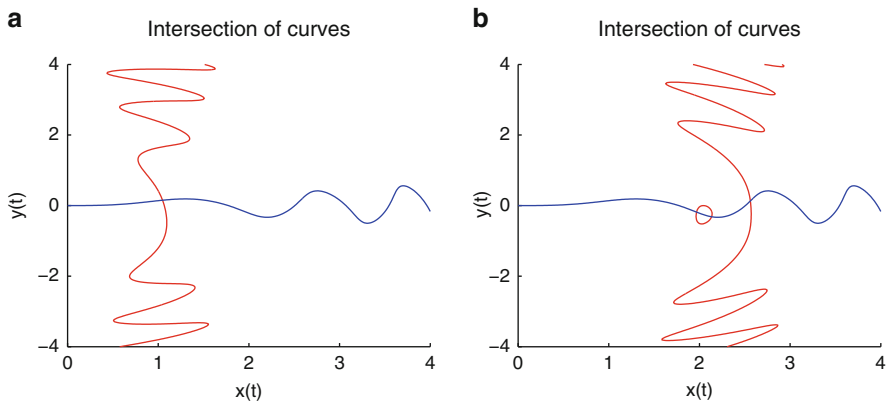 a
Intersection of curves
4
2
0
−2
−4
y(t)
0 1 2 3 4
x(t)
b
Intersection of curves
4
2
0
−2
−4
y(t)
0 1 2 3 4
x(t)